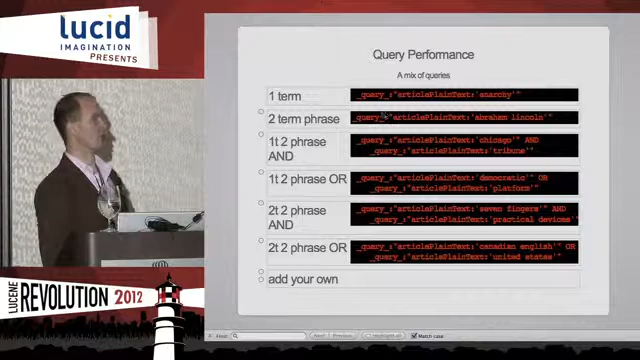 lucid
IMAGINATION
PRESENTS
LUCENE
REVOLUTION 2012
Query Performance
A mix of queries
1 term
_query_:"articlePlainText:'anarchy'"
2 term phrase
_query_:"articlePlainText:'abraham lincoln'"
1t 2 phrase
AND
_query_:"articlePlainText:'chicago'" AND
_query_:"articlePlainText:'tribune'"
1t 2 phrase OR
_query_:"articlePlainText:'democratic'" OR
_query_:"articlePlainText:'platform'"
2t 2 phrase
AND
_query_:"articlePlainText:'seven fingers'" AND
_query_:"articlePlainText:'practical devices'"
2t 2 phrase OR
_query_:"articlePlainText:'canadian english'" OR
_query_:"articlePlainText:'united states'"
add your own
Match case